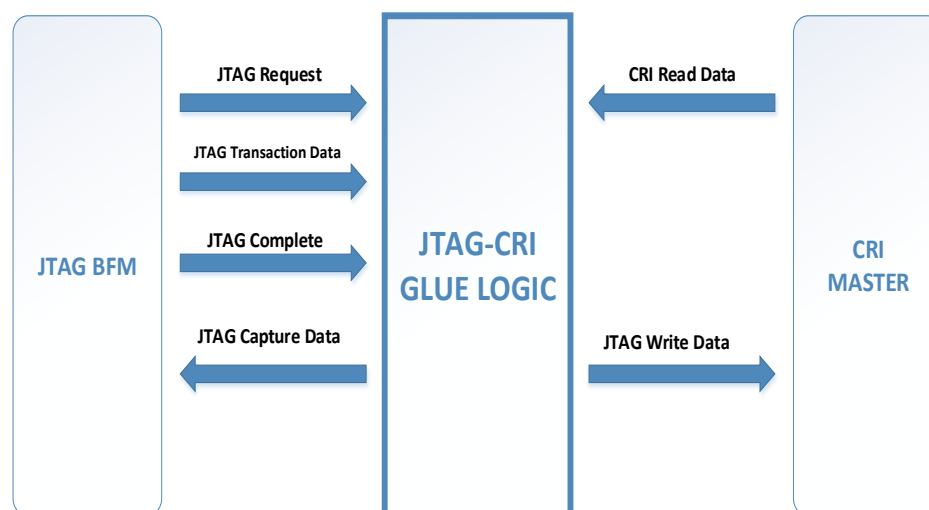 JTAG Request
CRI Read Data
JTAG Transaction Data
JTAG Complete
JTAG BFM
JTAG-CRI
GLUE LOGIC
CRI
MASTER
JTAG Capture Data
JTAG Write Data